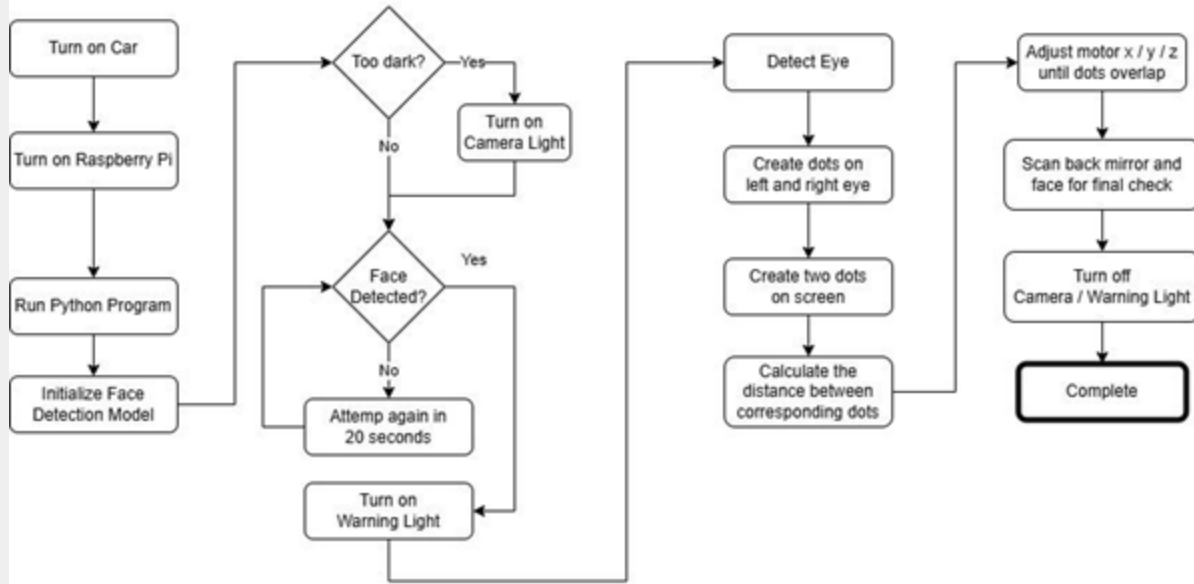 Turn on Car
Turn on Raspberry Pi
Run Python Program
Initialize Face
Detection Model
Too dark?
Yes
Turn on
Camera Light
No
Face
Detected?
Yes
No
Attemp again in
20 seconds
Turn on
Warning Light
Detect Eye
Create dots on
left and right eye
Create two dots
on screen
Calculate the
distance between
corresponding dots
Adjust motor x / y / z
until dots overlap
Scan back mirror and
face for final check
Turn off
Camera / Warning Light
Complete